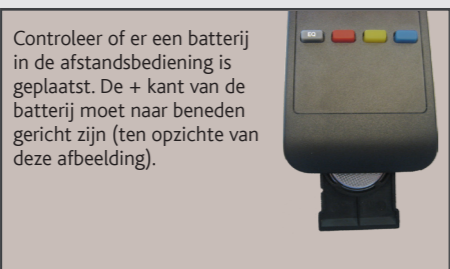 Controleer of er een batterij
in de afstandsbediening is
geplaatst. De + kant van de
batterij moet naar beneden
gericht zijn (ten opzichte van
deze afbeelding).
EQ